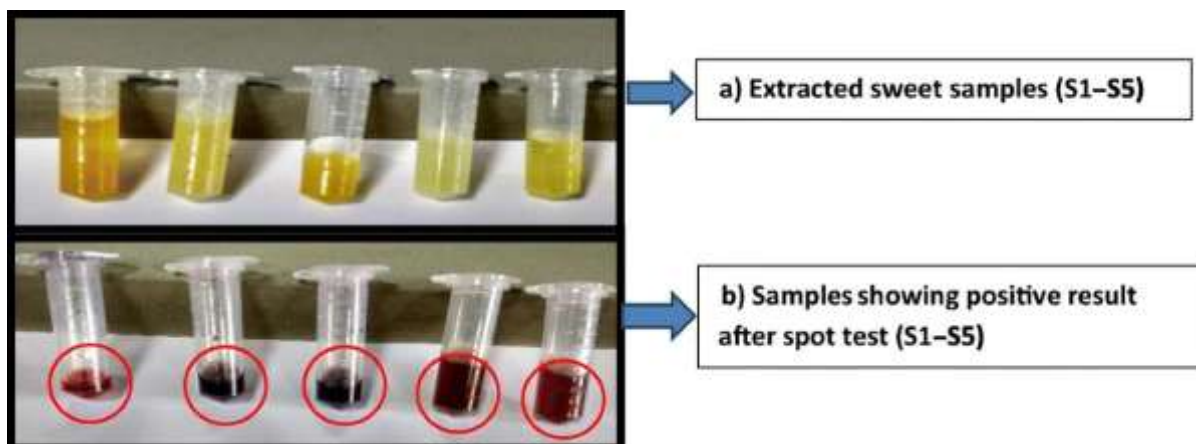 a) Extracted sweet samples (S1–S5)
b) Samples showing positive result
after spot test (S1–S5)